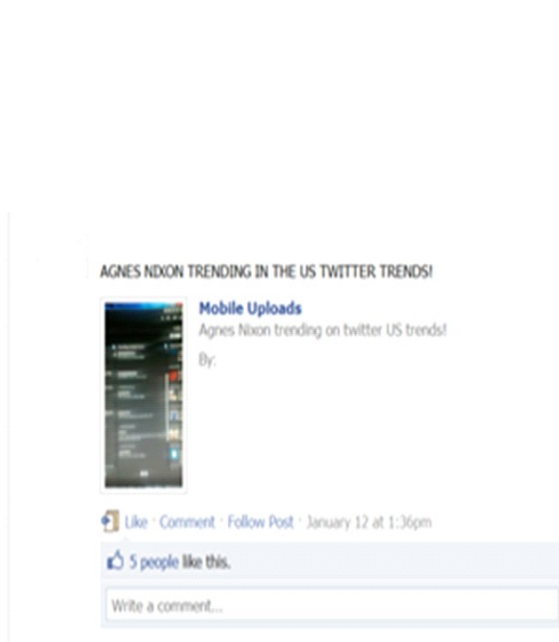 AGNES NIXON TRENDING IN THE US TWITTER TRENDS!
Mobile Uploads
Agnes Nixon trending on twitter US trends!
By:
Like · Comment · Follow Post · January 12 at 1:36pm
5 people like this.
Write a comment...